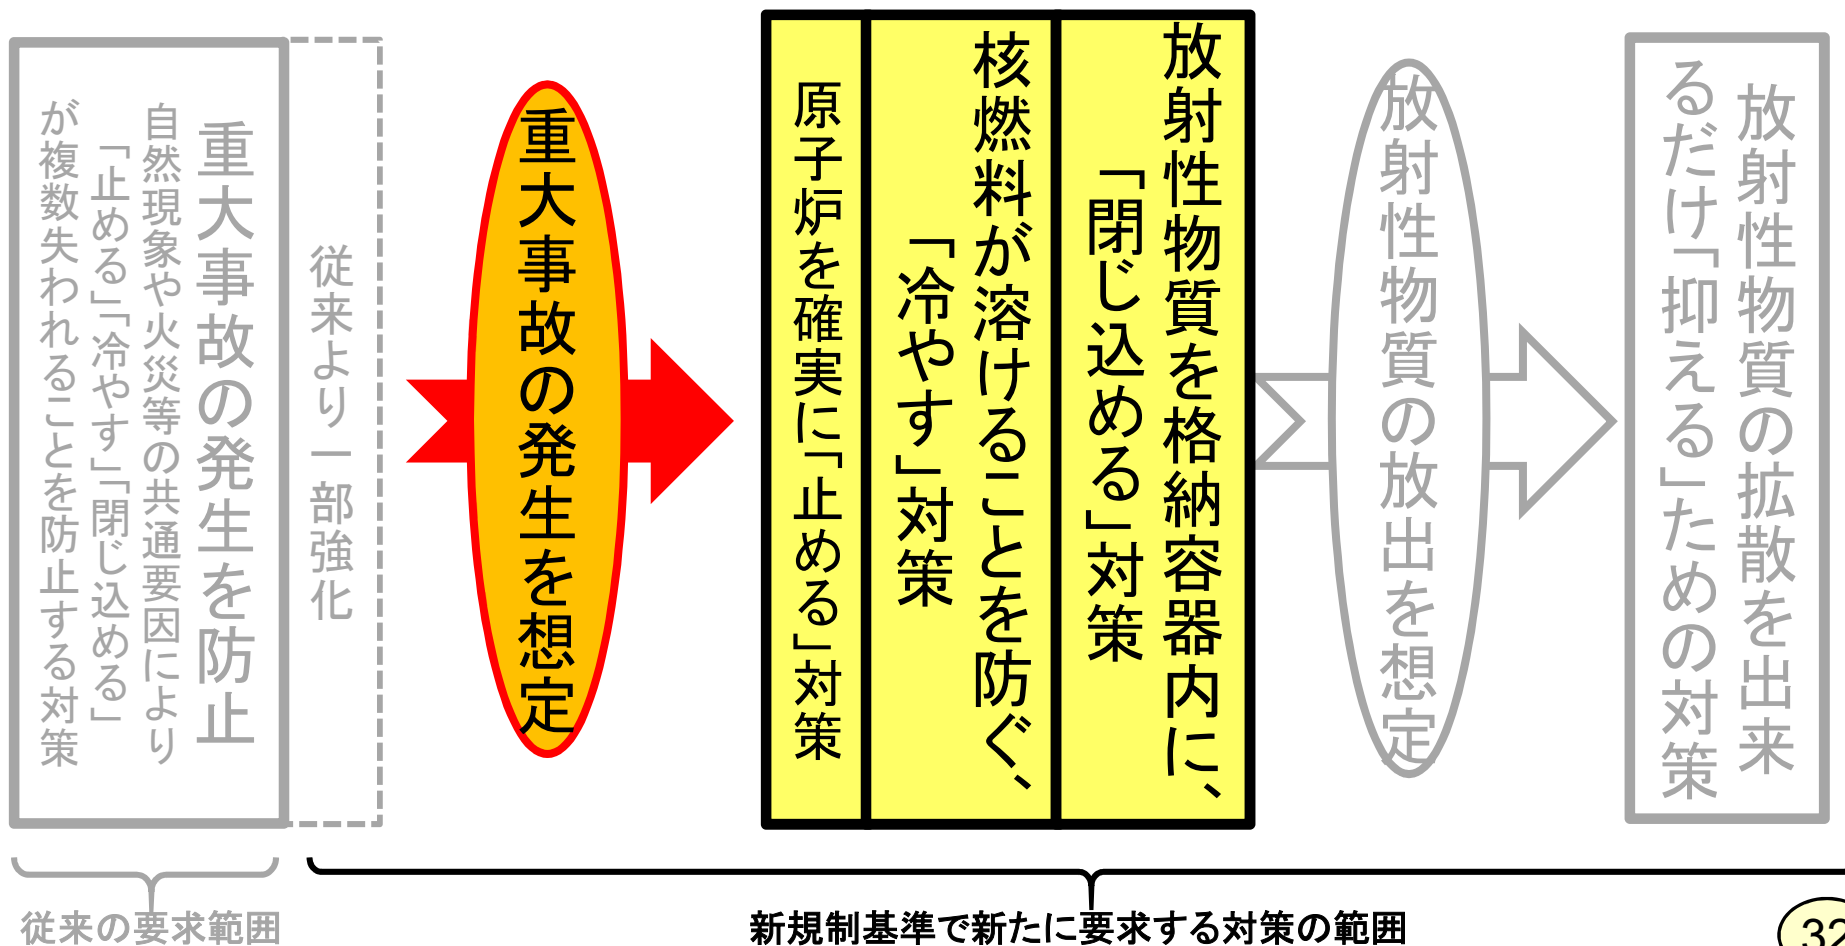 重大事故の発生を防止
自然現象や火災等の共通要因により
「止める」「冷やす」「閉じ込める」
が複数失われることを防止する対策
従来より一部強化
重大事故の発生を想定
原子炉を確実に「止める」対策
核燃料が溶けることを防ぐ、
「冷やす」対策
放射性物質を格納容器内に、
「閉じ込める」対策
放射性物質の放出を想定
放射性物質の拡散を出来
るだけ「抑える」ための対策
従来の要求範囲
新規制基準で新たに要求する対策の範囲
32